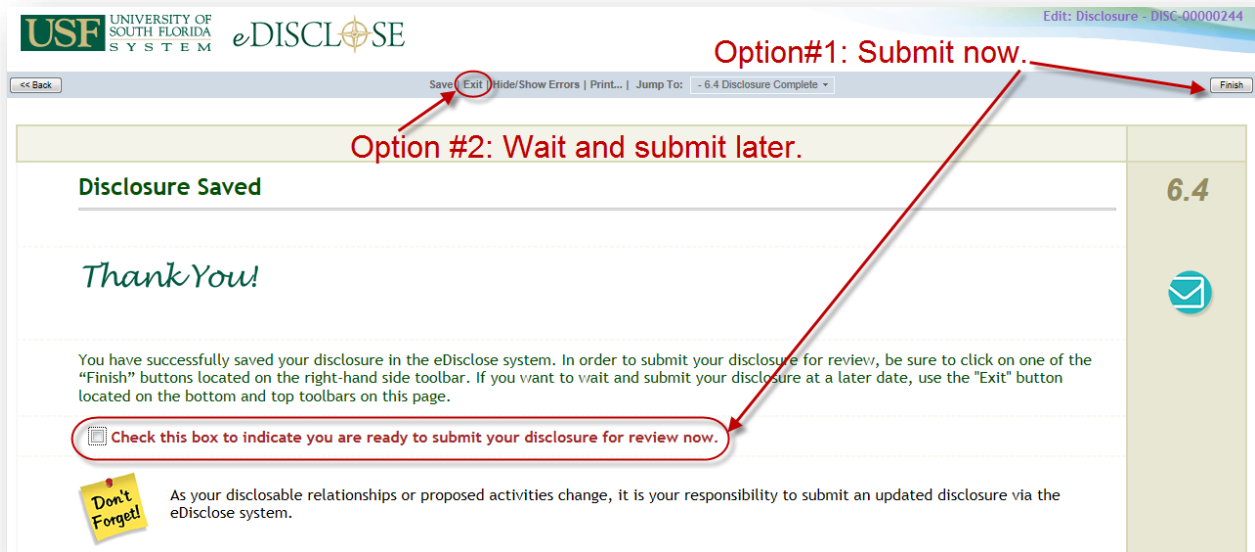 USF UNIVERSITY OF
SOUTH FLORIDA
SYSTEM
eDISCLOSE
Edit: Disclosure - DISC-00000244
Option#1: Submit now.
<< Back
Save | Exit | Hide/Show Errors | Print... | Jump To: - 6.4 Disclosure Complete
Finish
Option #2: Wait and submit later.
Disclosure Saved
6.4
Thank You!
You have successfully saved your disclosure in the eDisclose system. In order to submit your disclosure for review, be sure to click on one of the
“Finish” buttons located on the right-hand side toolbar. If you want to wait and submit your disclosure at a later date, use the "Exit" button
located on the bottom and top toolbars on this page.
Check this box to indicate you are ready to submit your disclosure for review now.
Don't
Forget!
As your disclosable relationships or proposed activities change, it is your responsibility to submit an updated disclosure via the
eDisclose system.